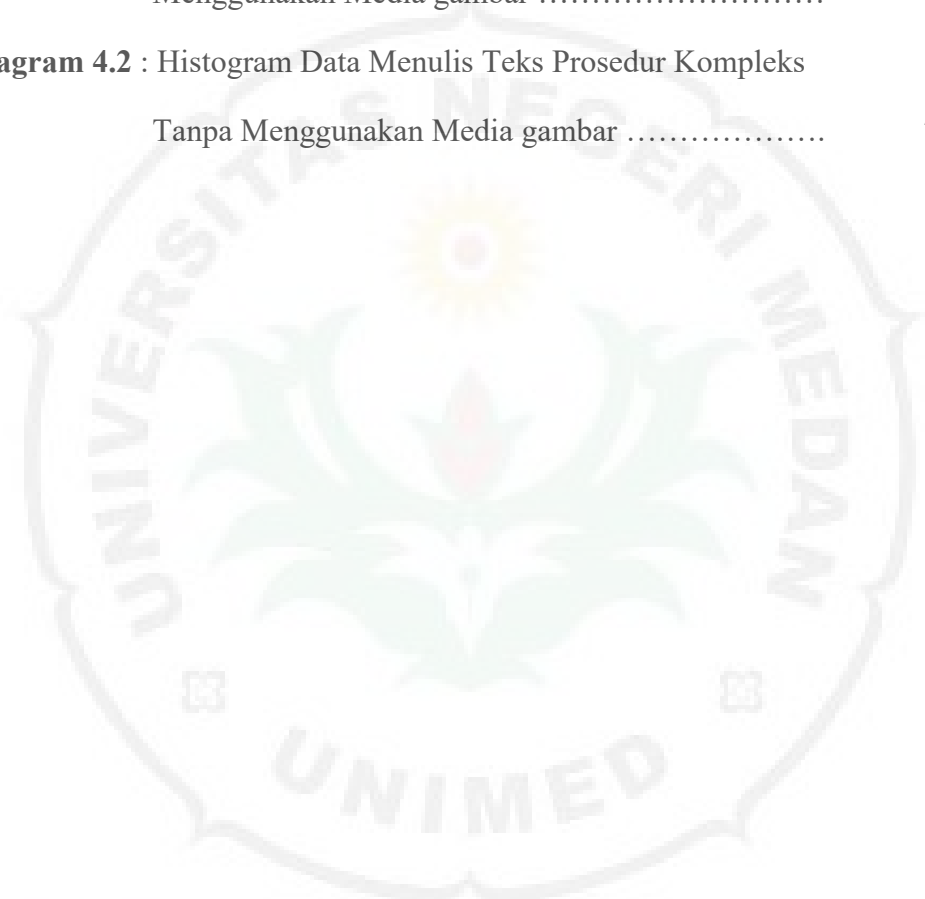 Menggunakan Media gambar ………………………
agram 4.2 : Histogram Data Menulis Teks Prosedur Kompleks
Tanpa Menggunakan Media gambar ……………….
UNIVERSITAS NEGERI MEDAN
UNIMED